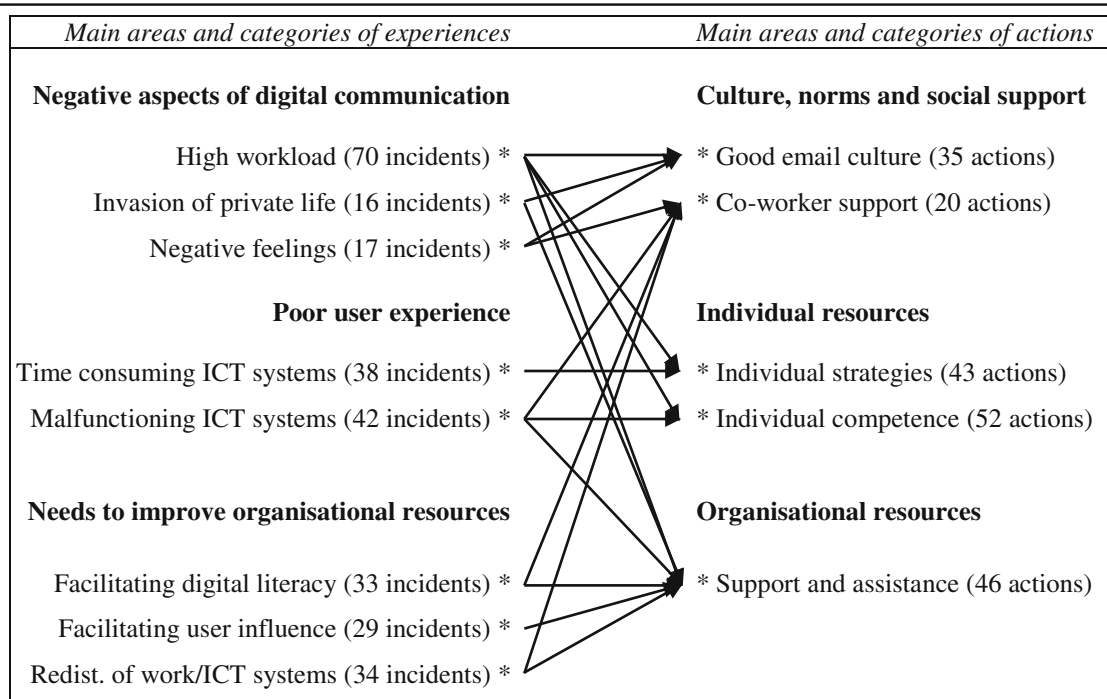 Main areas and categories of experiences
Main areas and categories of actions
Negative aspects of digital communication
Culture, norms and social support
High workload (70 incidents) *
* Good email culture (35 actions)
Invasion of private life (16 incidents) *
* Co-worker support (20 actions)
Negative feelings (17 incidents) *
Poor user experience
Individual resources
Time consuming ICT systems (38 incidents) *
* Individual strategies (43 actions)
Malfunctioning ICT systems (42 incidents) *
* Individual competence (52 actions)
Needs to improve organisational resources
Organisational resources
Facilitating digital literacy (33 incidents) *
* Support and assistance (46 actions)
Facilitating user influence (29 incidents) *
Redist. of work/ICT systems (34 incidents) *